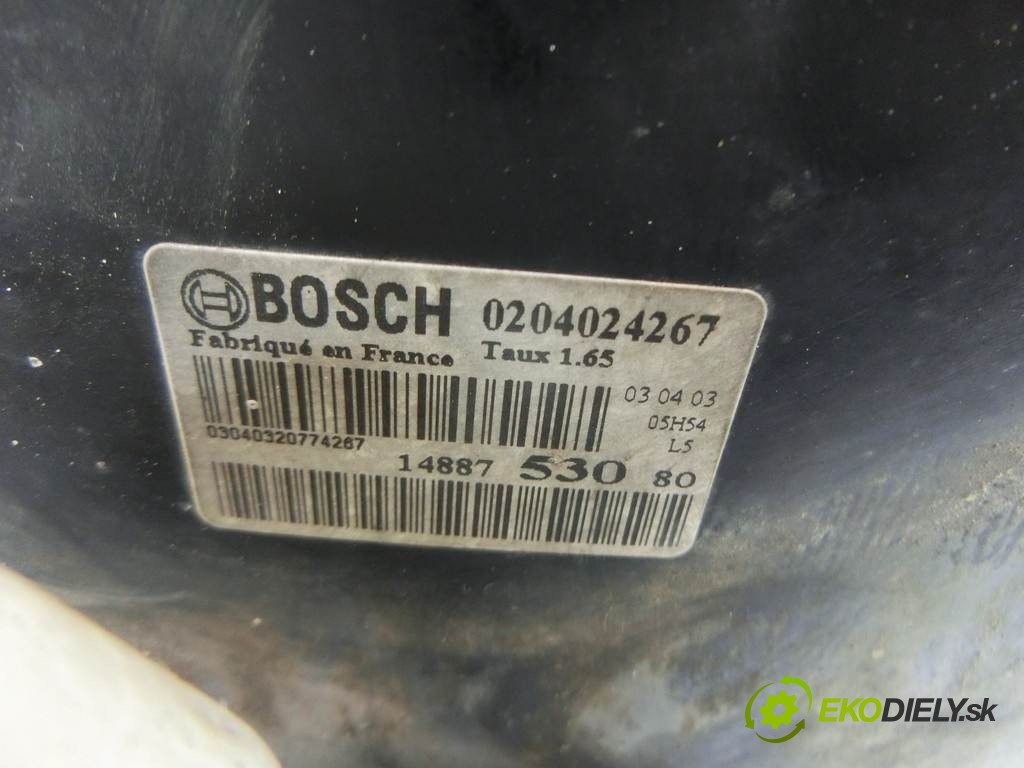 BOSCH 0204024267
Fabriqué en France Taux 1.65
03 04 03
05H54
L5
03040320774267
14887 530 80
EKODIELY.sk